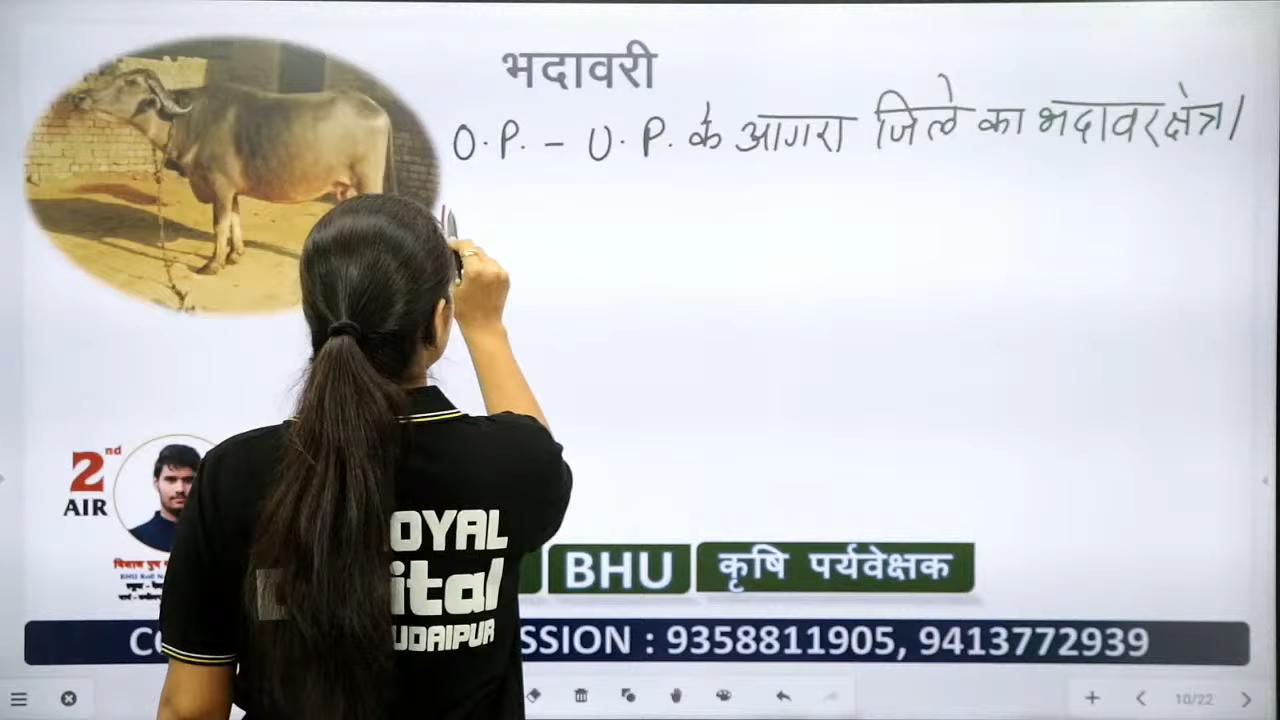 भदावरी
O.P. - U.P. के आगरा जिले का भदावर क्षेत्र।
2nd
AIR
OYAL
ital
UDAIPUR
BHU
कृषि पर्यवेक्षक
SSION : 9358811905, 9413772939
10/22